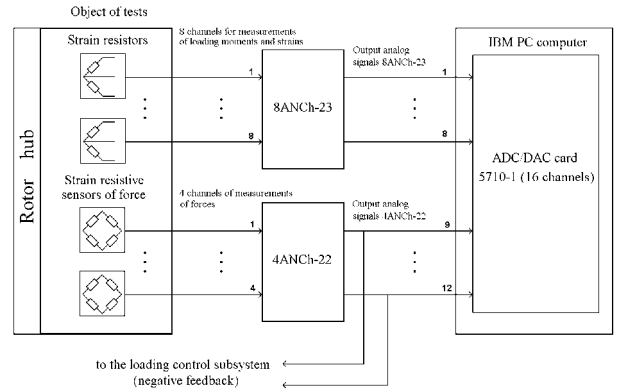 Object of tests
Rotor hub
Strain resistors
8 channels for measurements
of loading moments and strains
1
8
8ANCh-23
Output analog
signals 8ANCh-23
1
8
IBM PC computer
ADC/DAC card
5710-1 (16 channels)
Strain resistive
sensors of force
4 channels of measurements
of forces
1
4
4ANCh-22
Output analog
signals 4ANCh-22
9
12
to the loading control subsystem
(negative feedback)